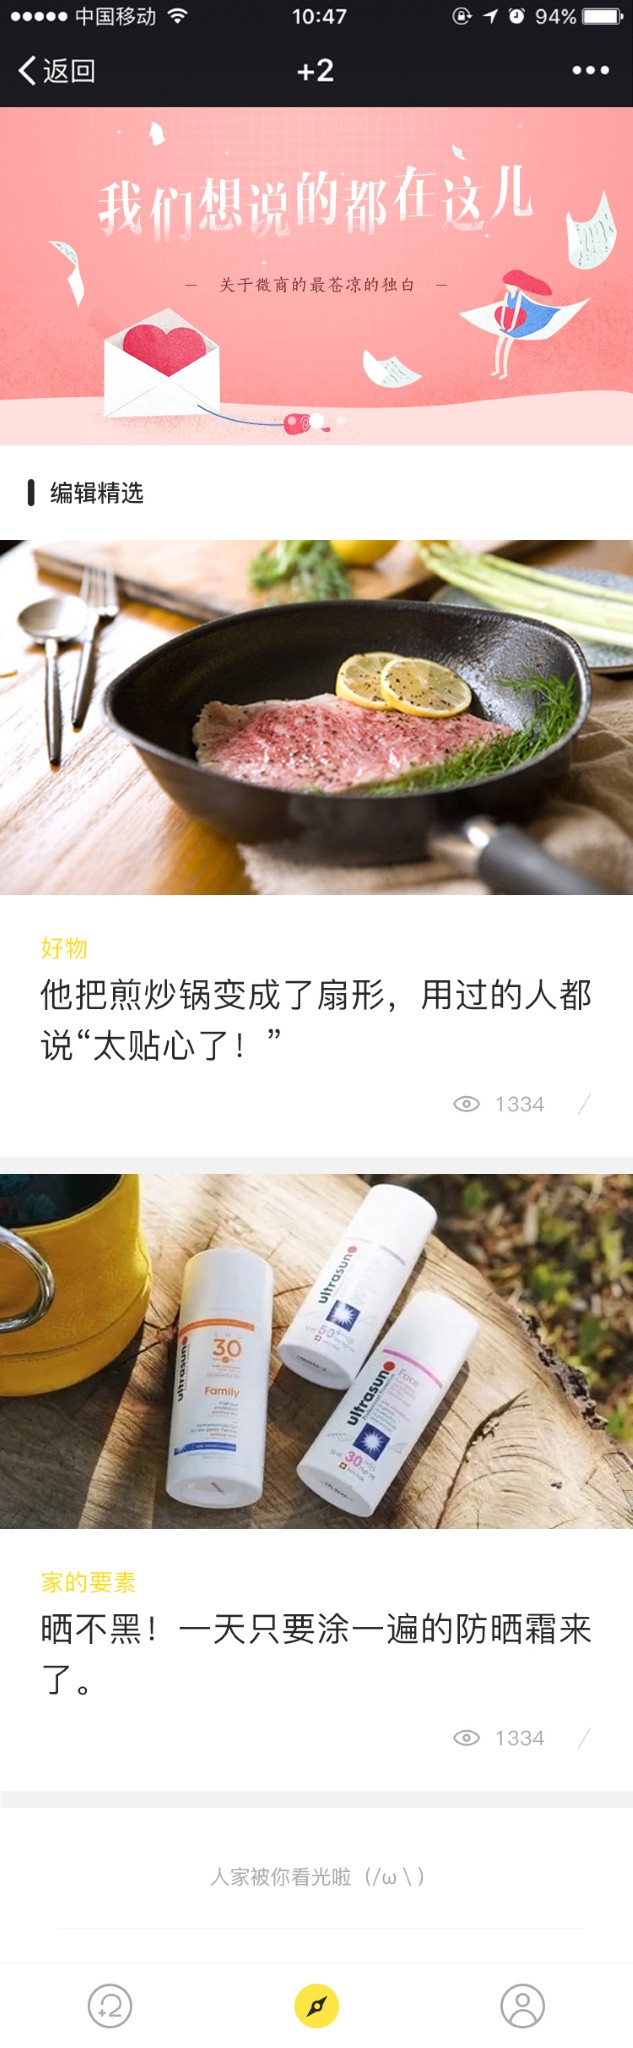 中国移动
10:47
94%
返回
+2
我们想说的都在这儿
— 关于微商的最苍凉的独白 —
编辑精选
好物
他把煎炒锅变成了扇形，用过的人都
说“太贴心了！”
1334
ultrasun
30
Family
ultrasun
50+
ultrasun
Face
30
家的要素
晒不黑！一天只要涂一遍的防晒霜来
了。
1334
人家被你看光啦（/ω\）
+2